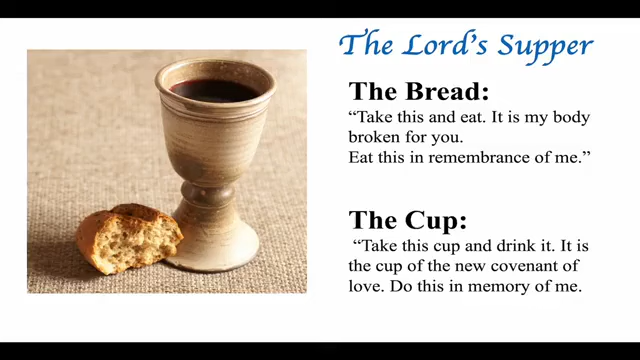 The Lord's Supper
The Bread:
“Take this and eat. It is my body
broken for you.
Eat this in remembrance of me.”
The Cup:
“Take this cup and drink it. It is
the cup of the new covenant of
love. Do this in memory of me.